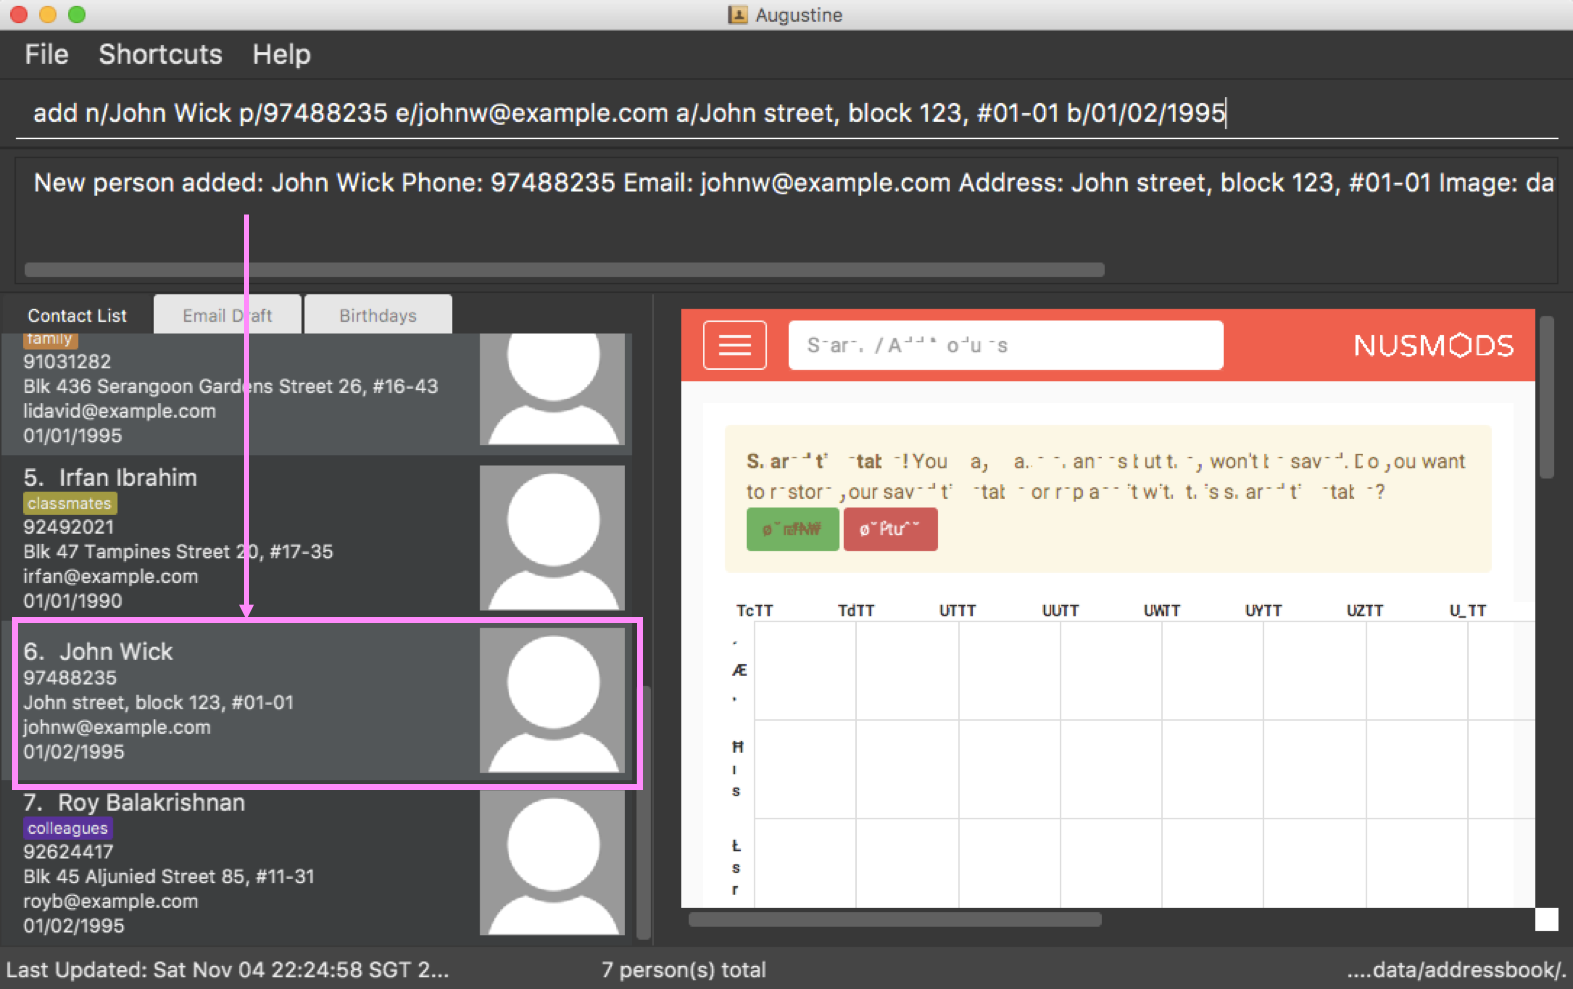 Augustine
File Shortcuts Help
add n/John Wick p/97488235 e/johnw@example.com a/John street, block 123, #01-01 b/01/02/1995
New person added: John Wick Phone: 97488235 Email: johnw@example.com Address: John street, block 123, #01-01 Image: da
Contact List Email Draft Birthdays
family
91031282
Blk 436 Serangoon Gardens Street 26, #16-43
lidavid@example.com
01/01/1995
5. Irfan Ibrahim
classmates
92492021
Blk 47 Tampines Street 20, #17-35
irfan@example.com
01/01/1990
6. John Wick
97488235
John street, block 123, #01-01
johnw@example.com
01/02/1995
7. Roy Balakrishnan
colleagues
92624417
Blk 45 Aljunied Street 85, #11-31
royb@example.com
01/02/1995
NUSMODS
You won't want
to or
TcTT TdTT UTTT UUTT UWTT UYTT UZTT U_TT
Last Updated: Sat Nov 04 22:24:58 SGT 2...
7 person(s) total
....data/addressbook/.